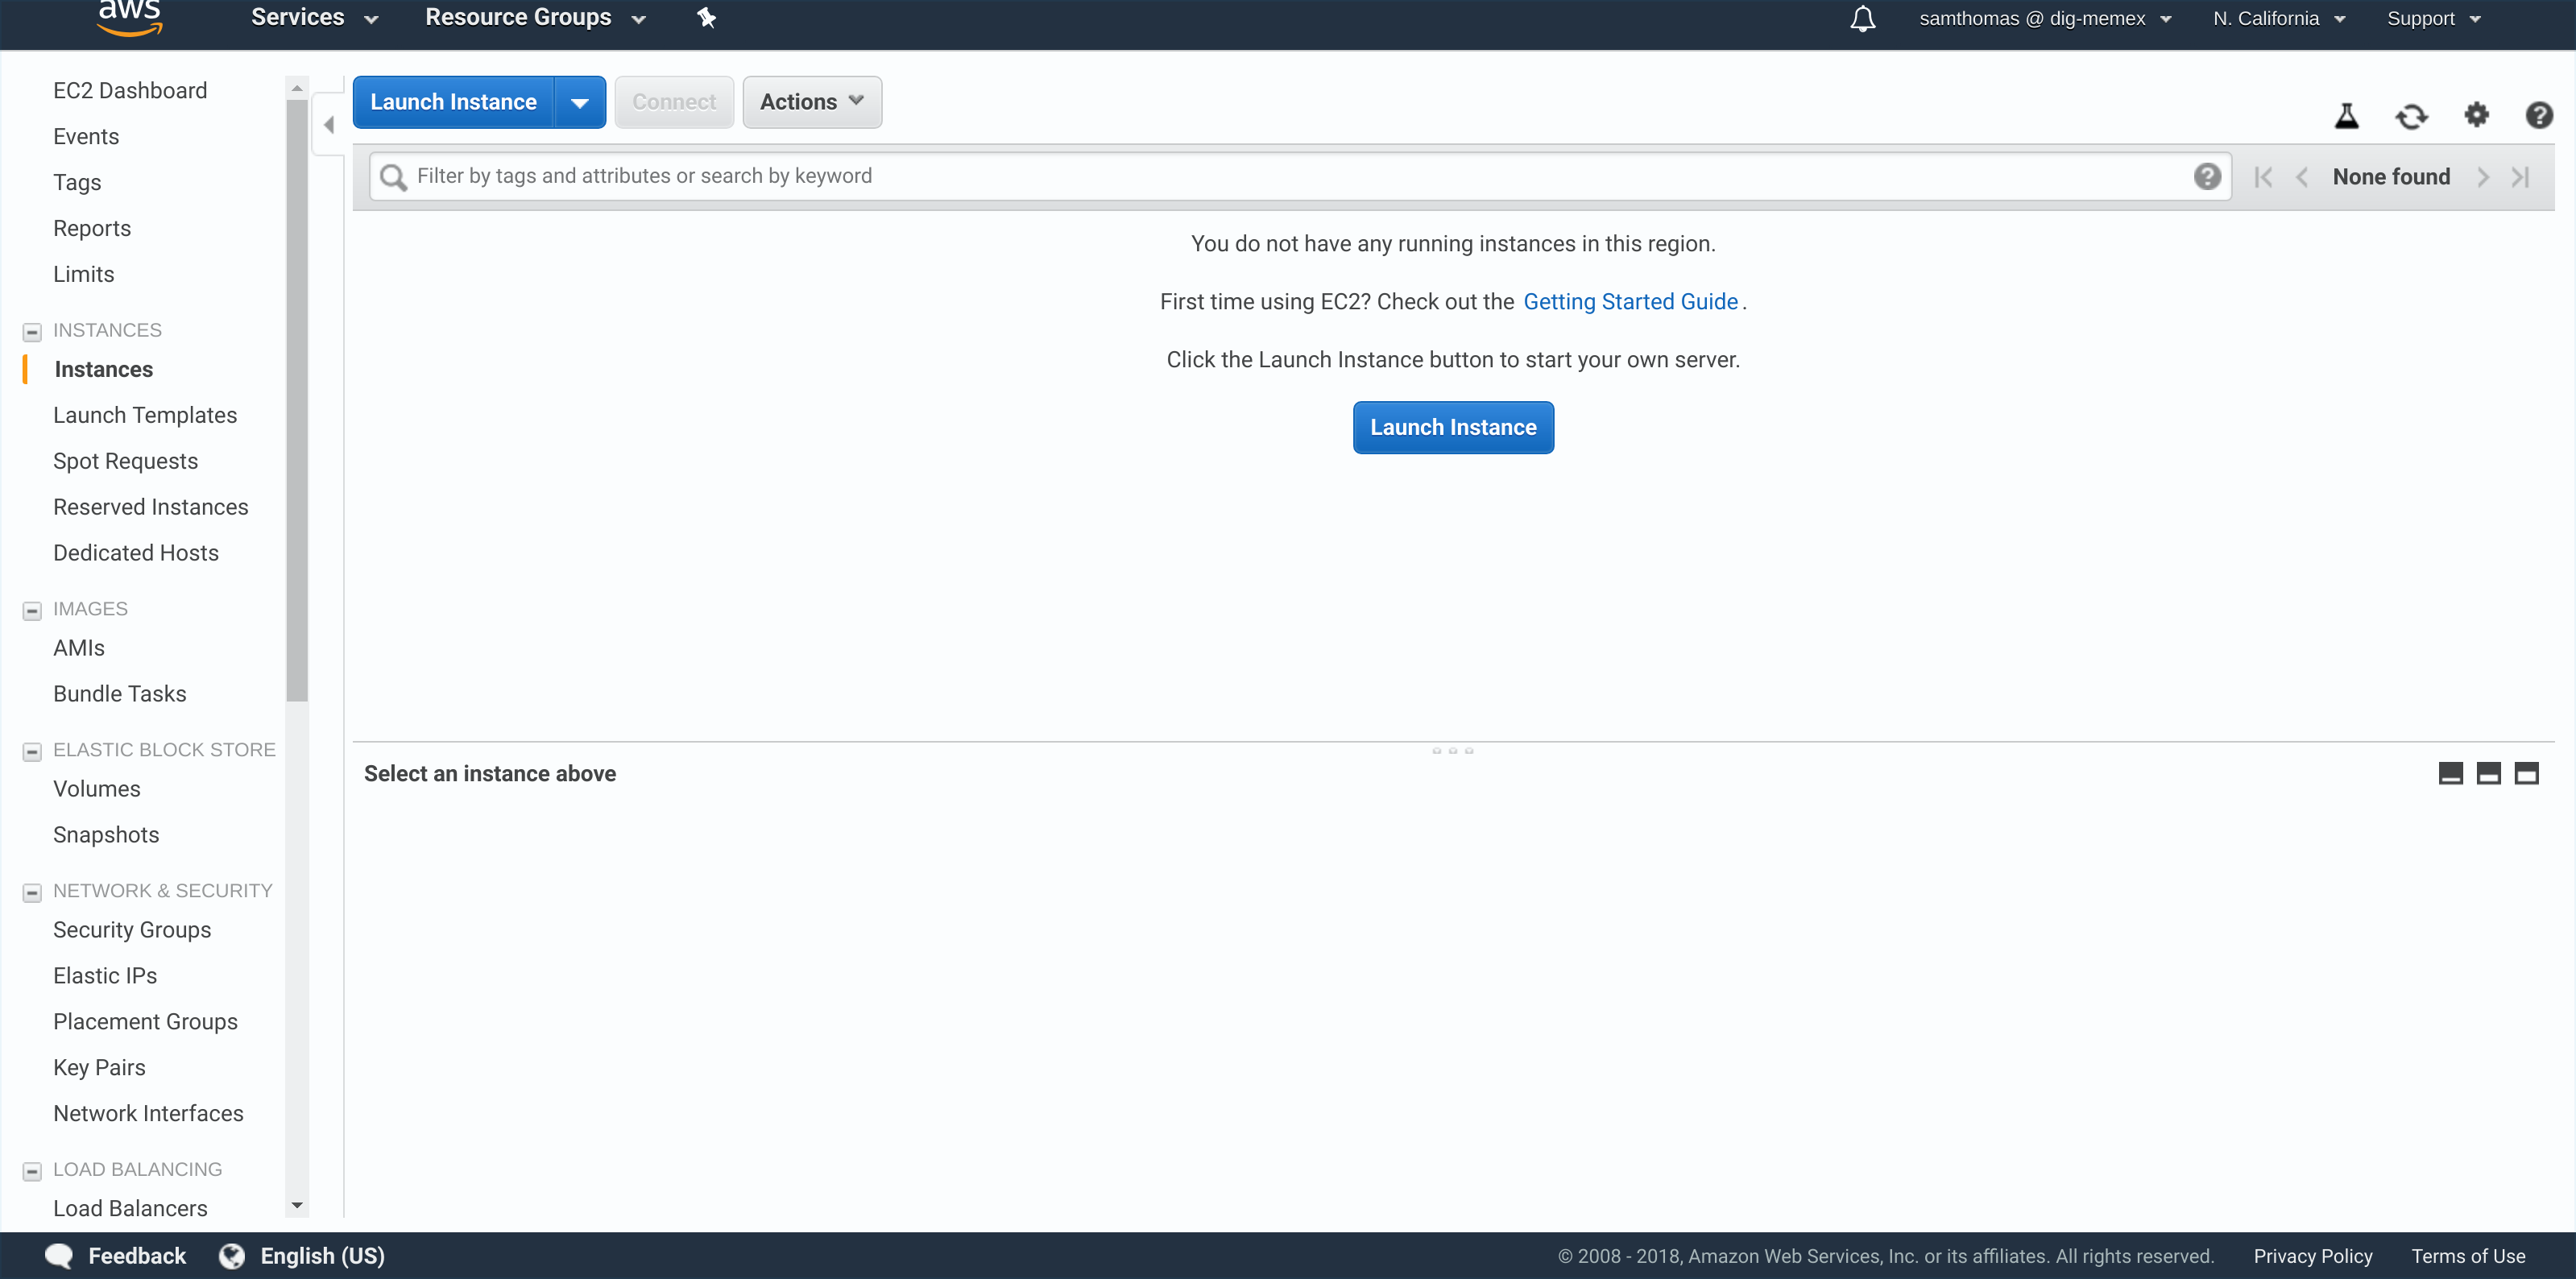 aws Services Resource Groups samthomas @ dig-memex N. California Support
EC2 Dashboard
Events
Tags
Reports
Limits
INSTANCES
Instances
Launch Templates
Spot Requests
Reserved Instances
Dedicated Hosts
IMAGES
AMIs
Bundle Tasks
ELASTIC BLOCK STORE
Volumes
Snapshots
NETWORK & SECURITY
Security Groups
Elastic IPs
Placement Groups
Key Pairs
Network Interfaces
LOAD BALANCING
Load Balancers
Launch Instance Connect Actions
Filter by tags and attributes or search by keyword None found
You do not have any running instances in this region.
First time using EC2? Check out the Getting Started Guide.
Click the Launch Instance button to start your own server.
Launch Instance
Select an instance above
Feedback English (US) © 2008 - 2018, Amazon Web Services, Inc. or its affiliates. All rights reserved. Privacy Policy Terms of Use